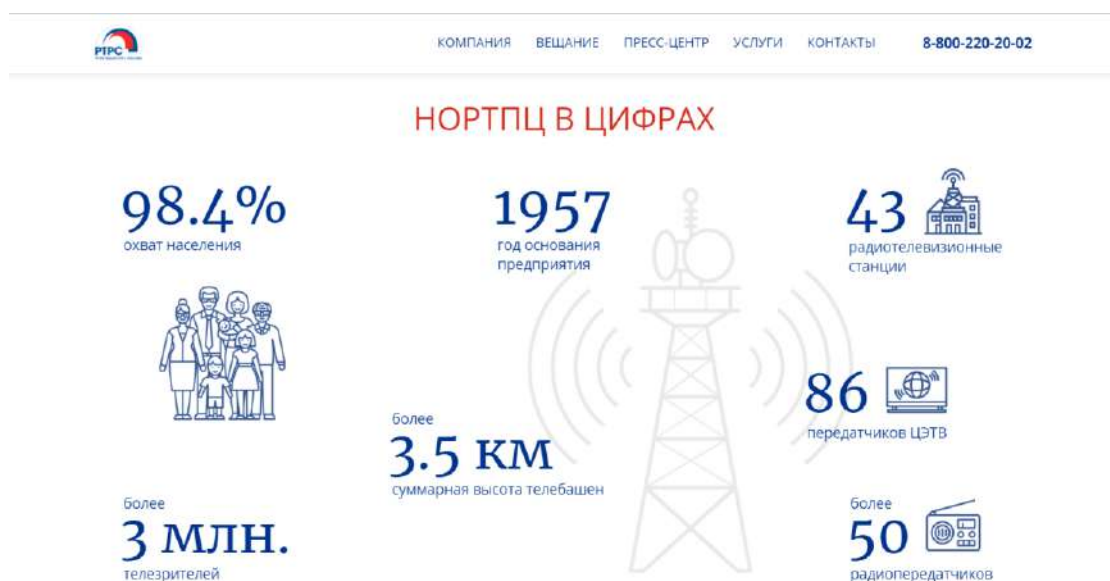 РТРС
КОМПАНИЯ ВЕЩАНИЕ ПРЕСС-ЦЕНТР УСЛУГИ КОНТАКТЫ 8-800-220-20-02
НОРТПЦ В ЦИФРАХ
98.4%
охват населения
1957
год основания
предприятия
43
радиотелевизионные
станции
86
передатчиков ЦЭТВ
более
3.5 км
суммарная высота телебашен
более
3 млн.
телезрителей
более
50
радиопередатчиков